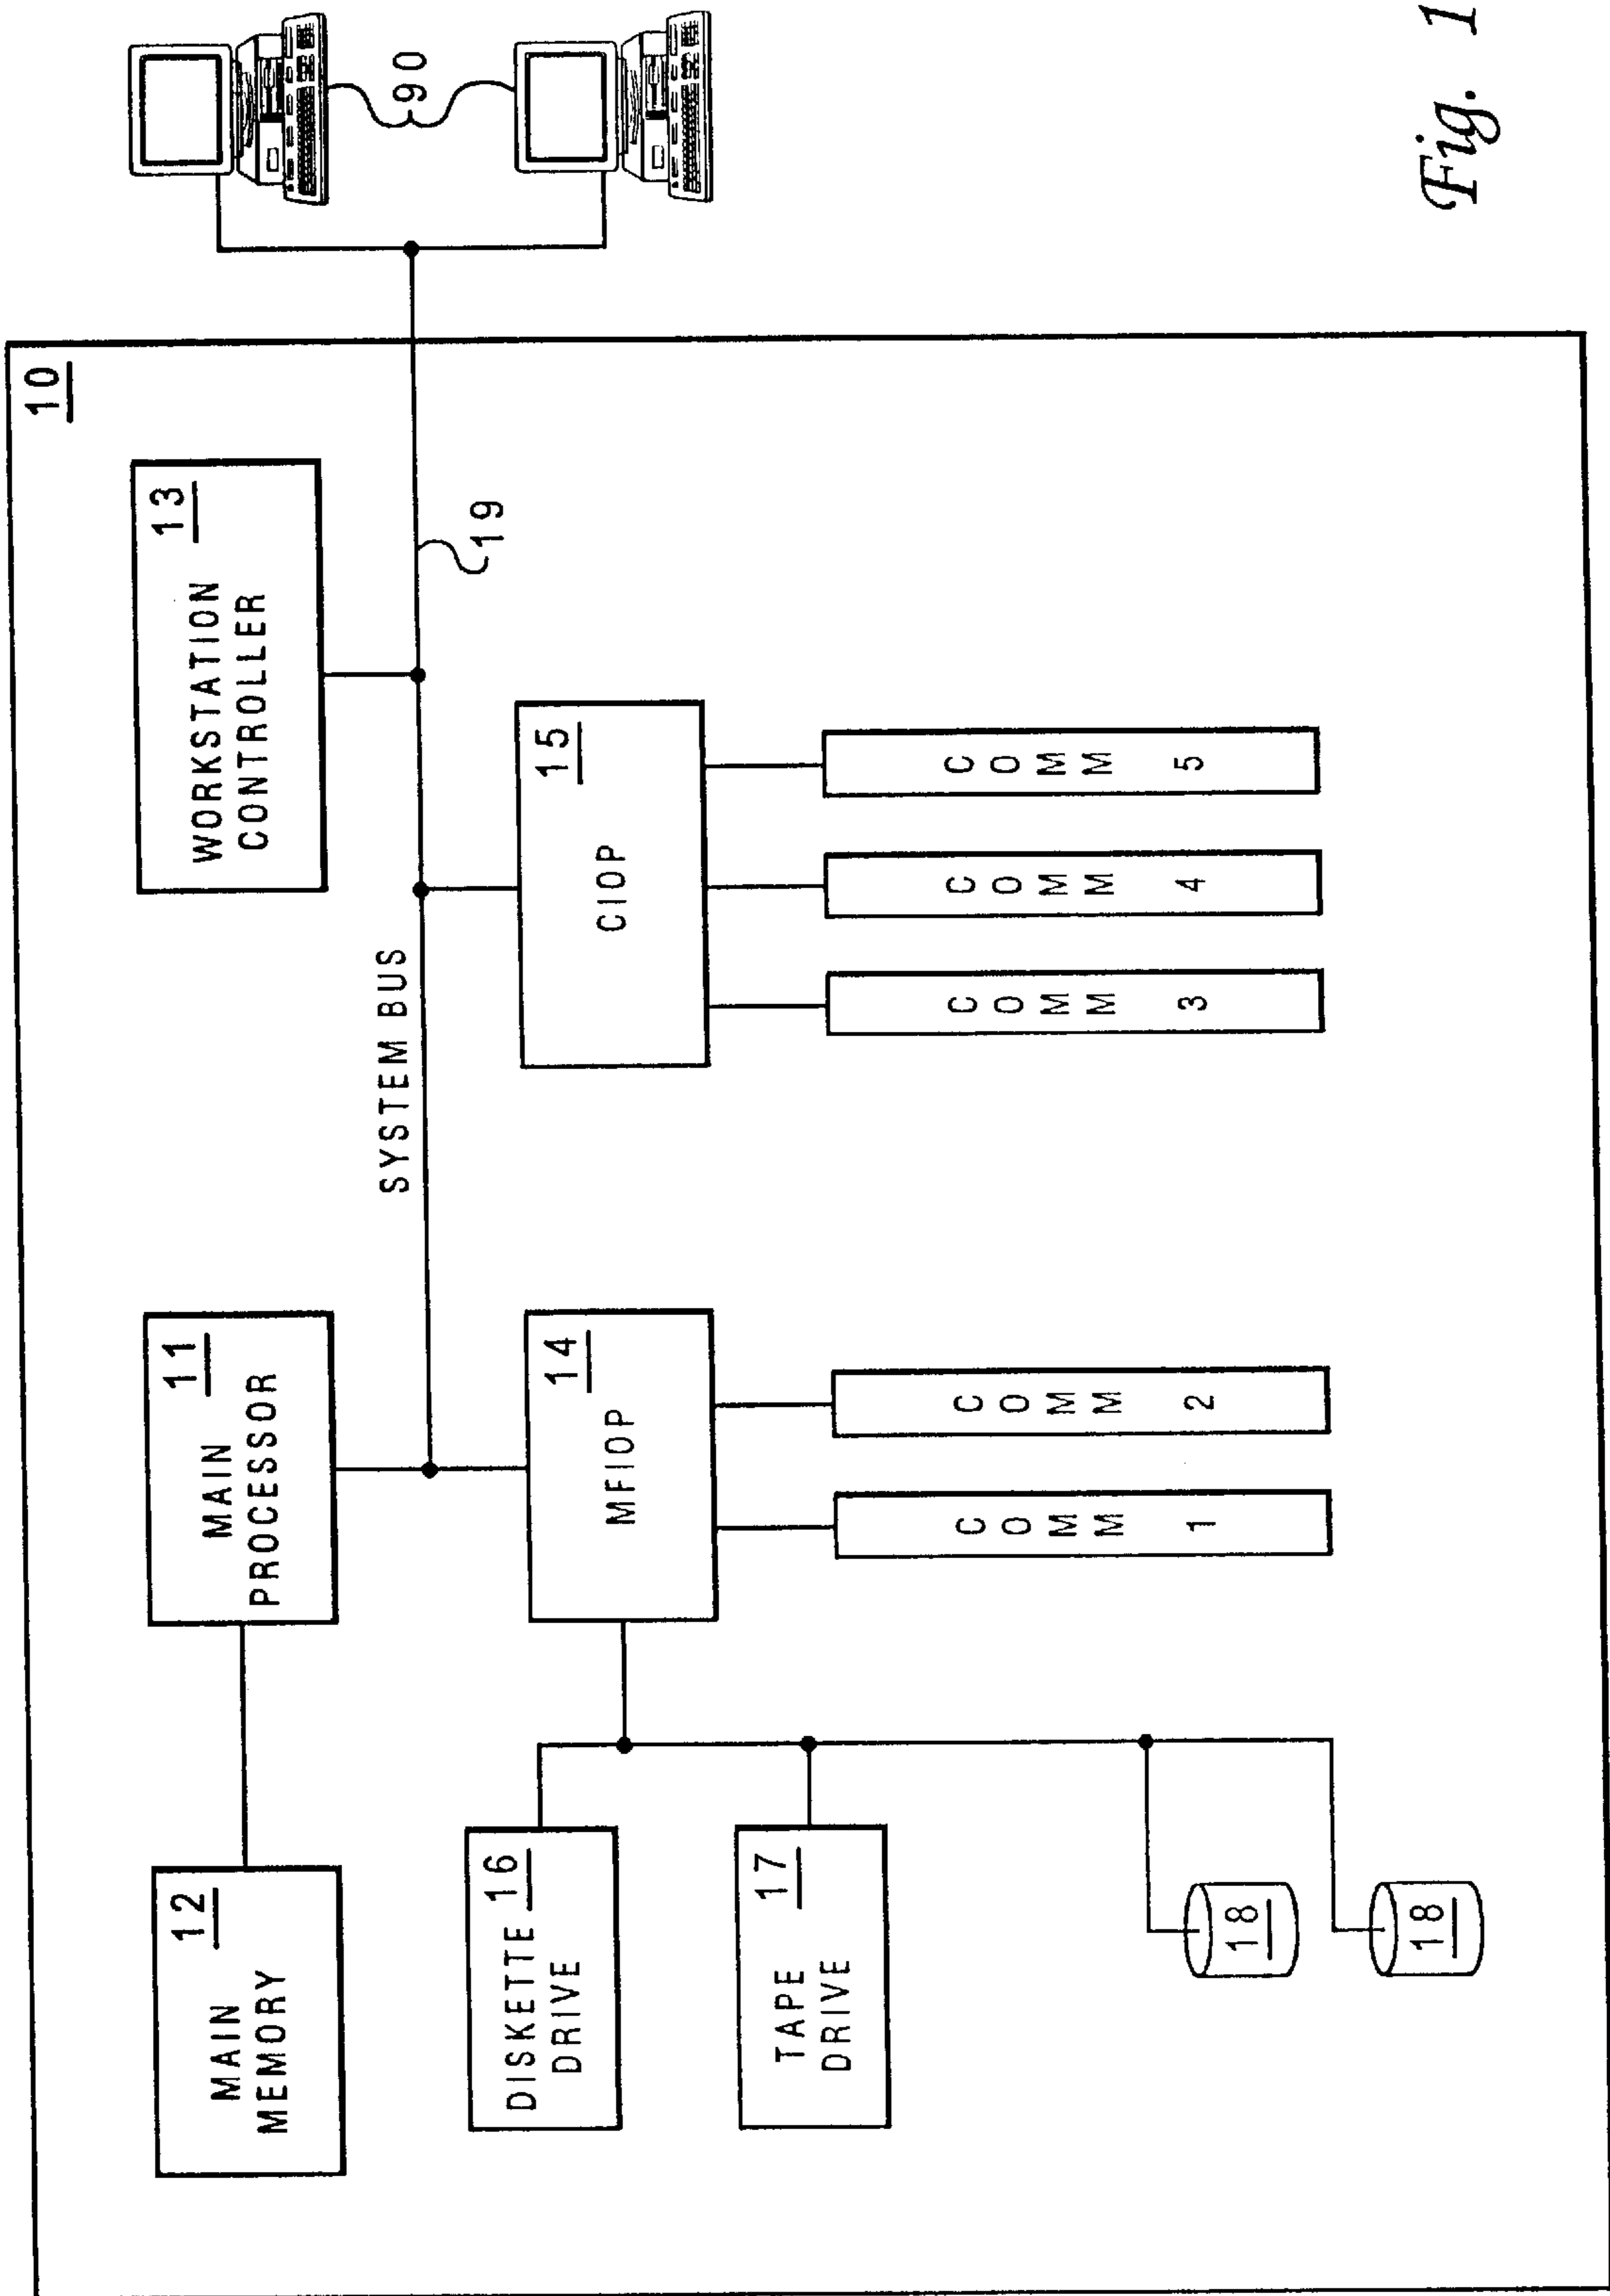 10
12
MAIN
MEMORY
11
MAIN
PROCESSOR
13
WORKSTATION
CONTROLLER
SYSTEM BUS
19
90
DISKETTE 16
DRIVE
14
MFIOP
15
CIOP
17
TAPE
DRIVE
COMM 1
COMM 2
COMM 3
COMM 4
COMM 5
18
18
Fig. 1